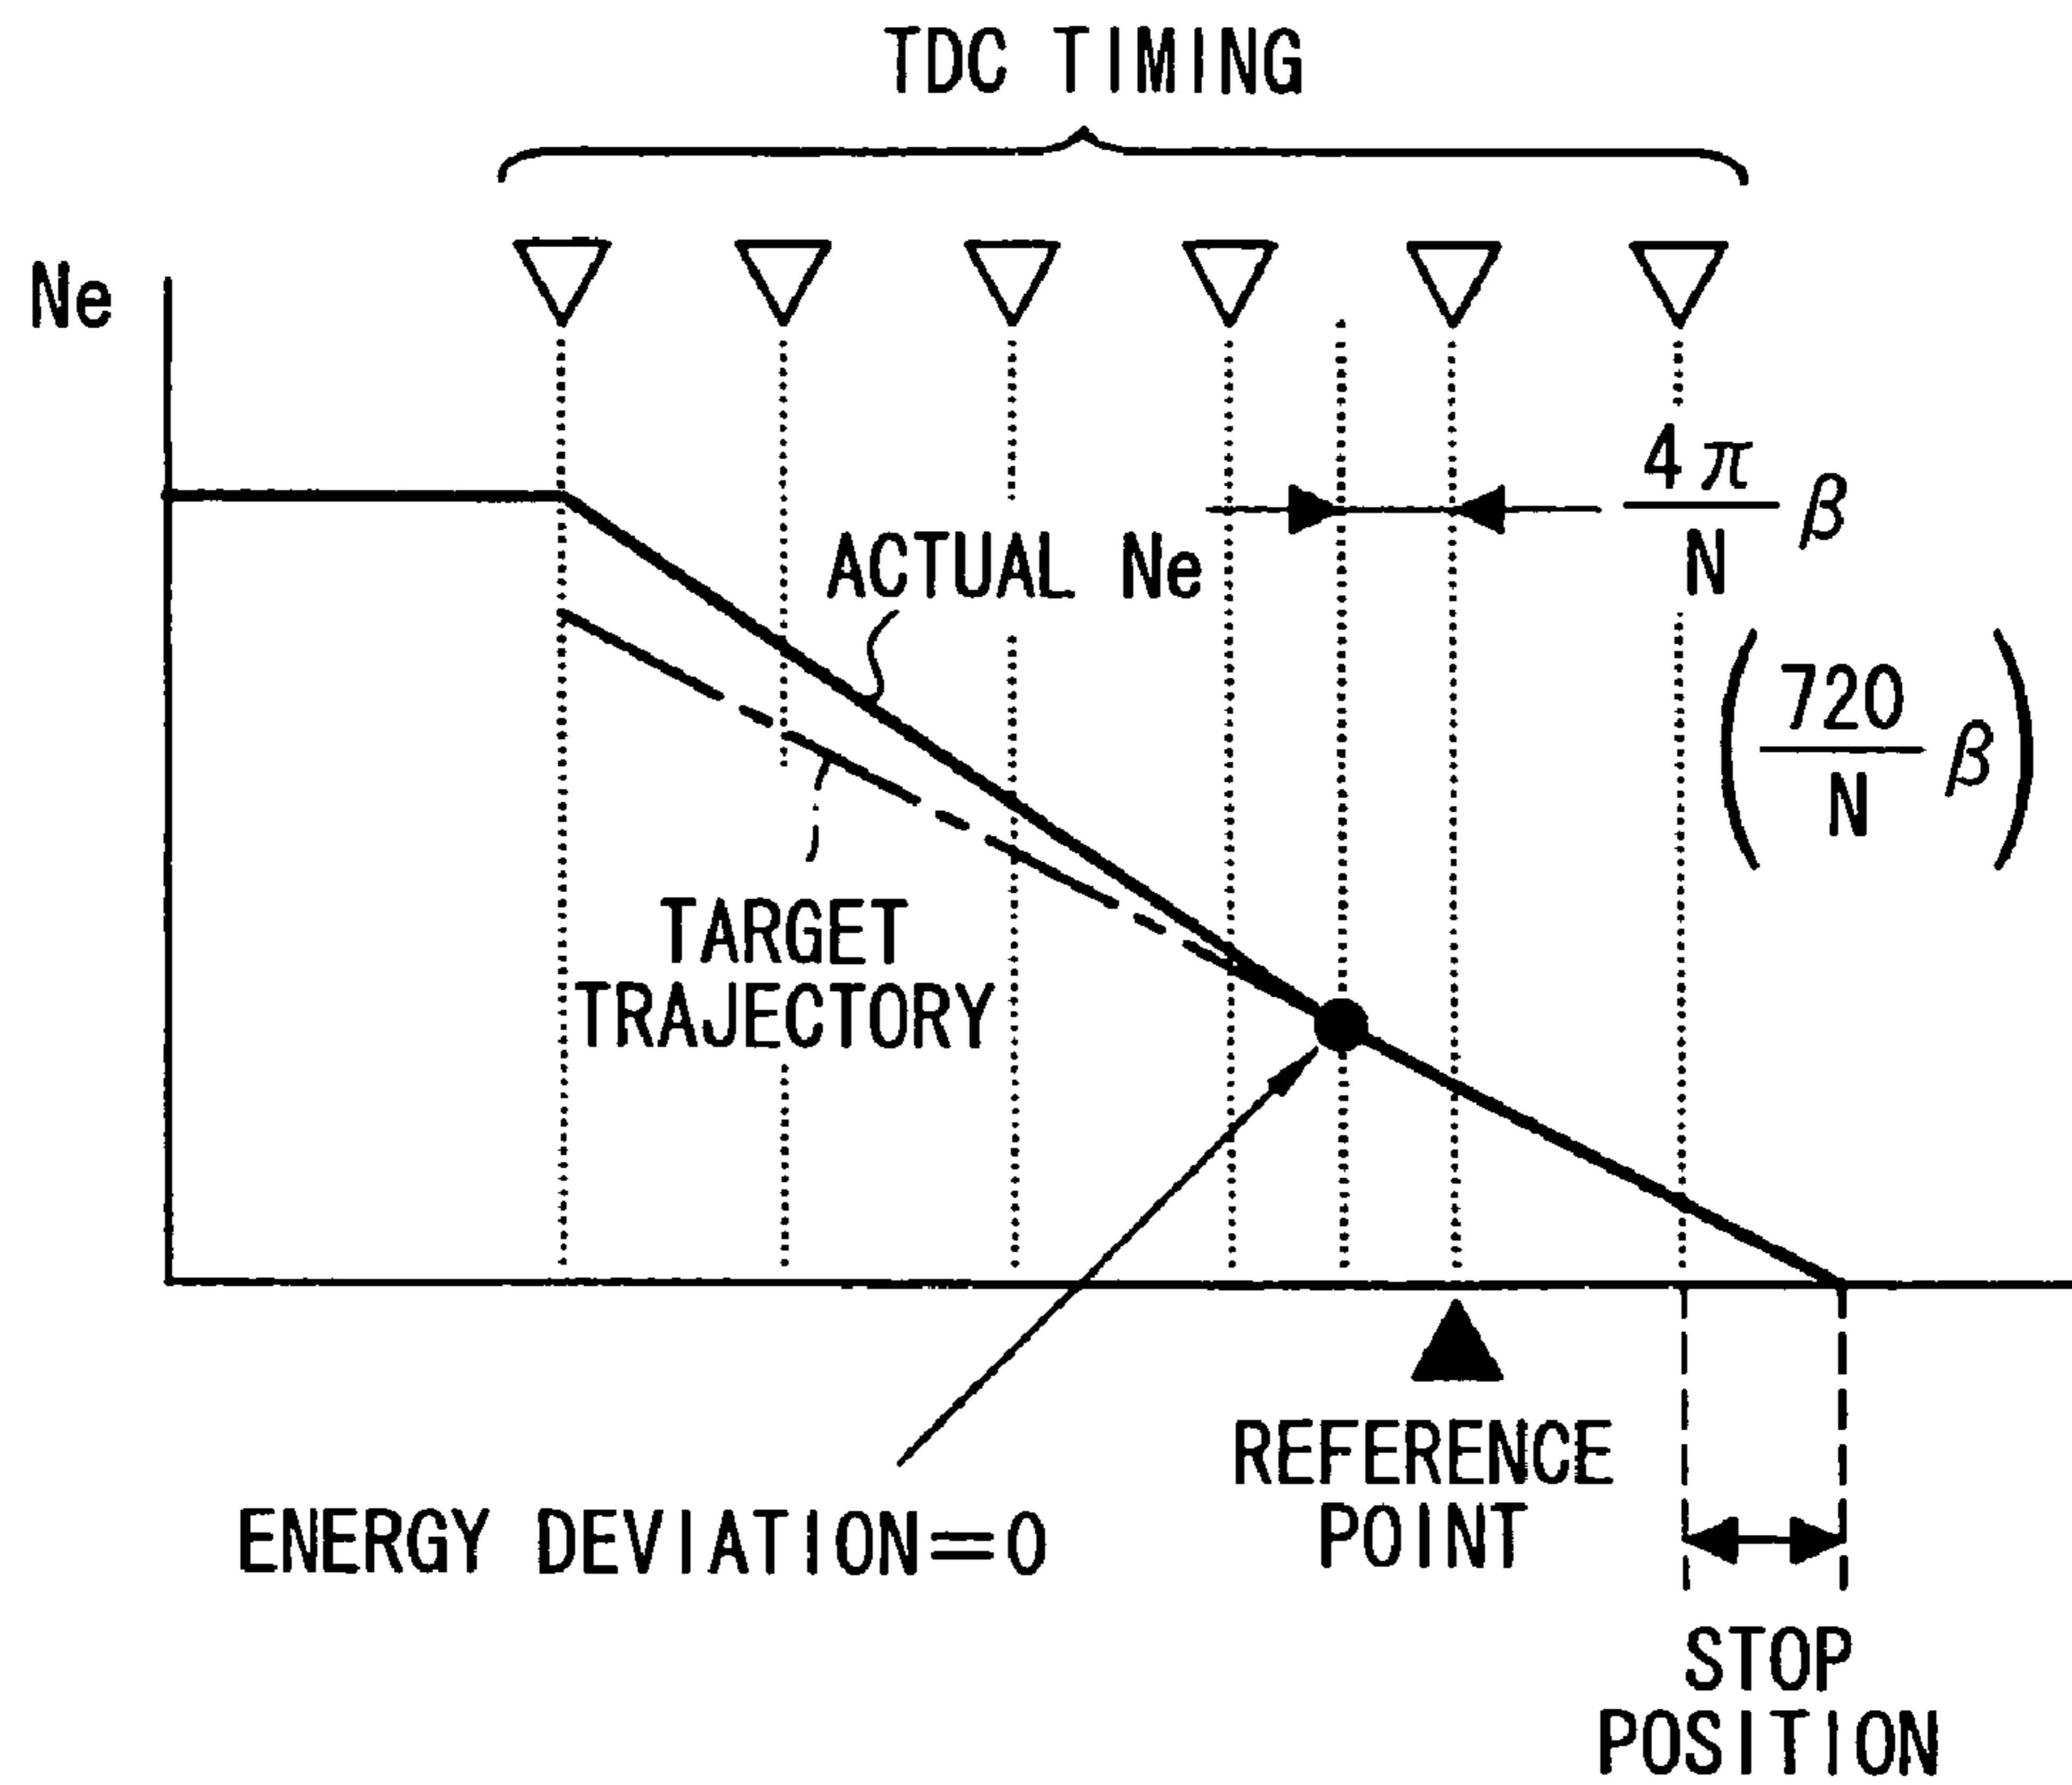 TDC TIMING
Ne
4π
N
β
ACTUAL Ne
(720
N
β)
TARGET
TRAJECTORY
ENERGY DEVIATION=0
REFERENCE
POINT
STOP
POSITION